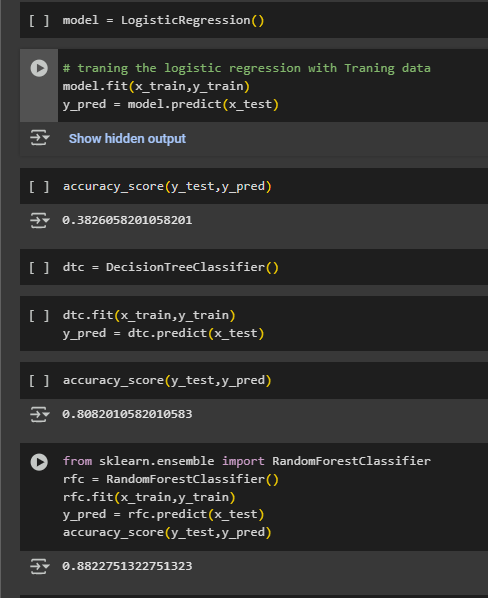 [ ] model = LogisticRegression()
# traning the logistic regression with Traning data
model.fit(x_train,y_train)
y_pred = model.predict(x_test)
Show hidden output
[ ] accuracy_score(y_test,y_pred)
0.3826058201058201
[ ] dtc = DecisionTreeClassifier()
[ ] dtc.fit(x_train,y_train)
y_pred = dtc.predict(x_test)
[ ] accuracy_score(y_test,y_pred)
0.8082010582010583
from sklearn.ensemble import RandomForestClassifier
rfc = RandomForestClassifier()
rfc.fit(x_train,y_train)
y_pred = rfc.predict(x_test)
accuracy_score(y_test,y_pred)
0.8822751322751323